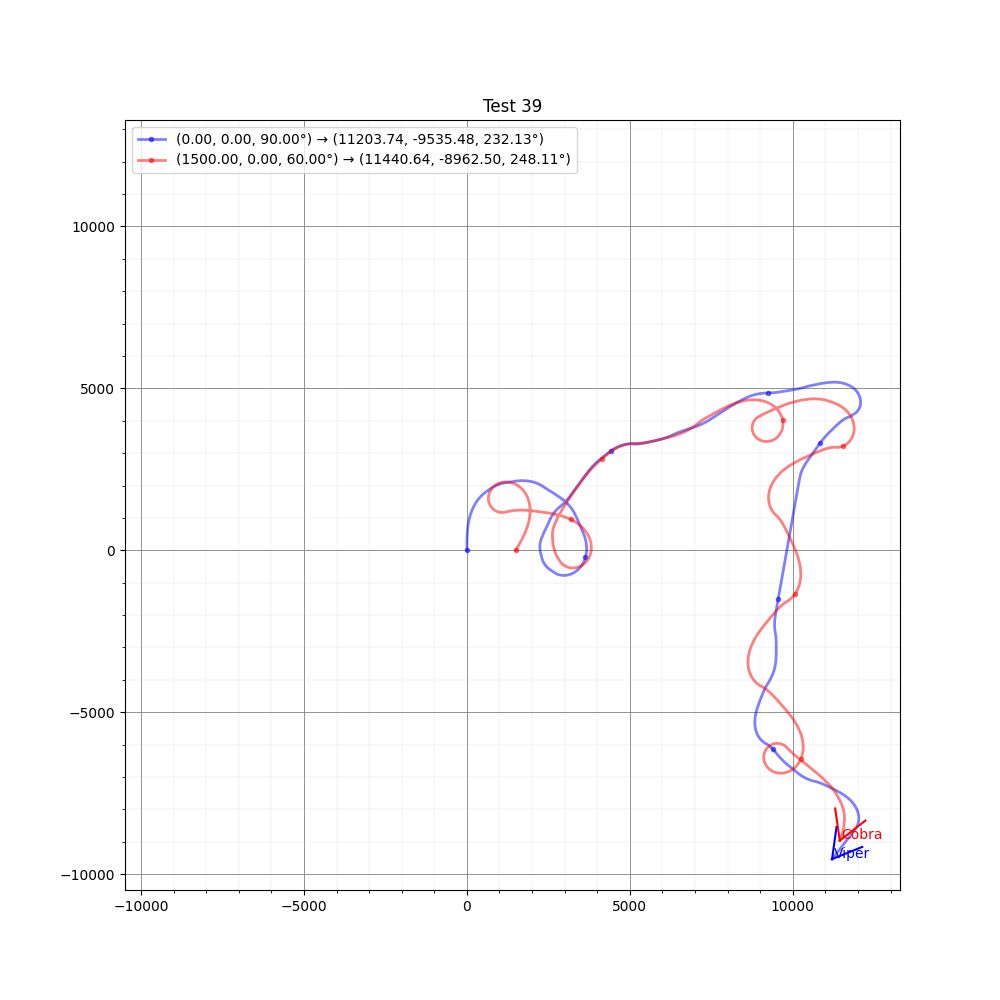 Test 39
(0.00, 0.00, 90.00°) → (11203.74, -9535.48, 232.13°)
(1500.00, 0.00, 60.00°) → (11440.64, -8962.50, 248.11°)
10000
5000
0
−5000
−10000
Cobra
Viper
−10000 −5000 0 5000 10000